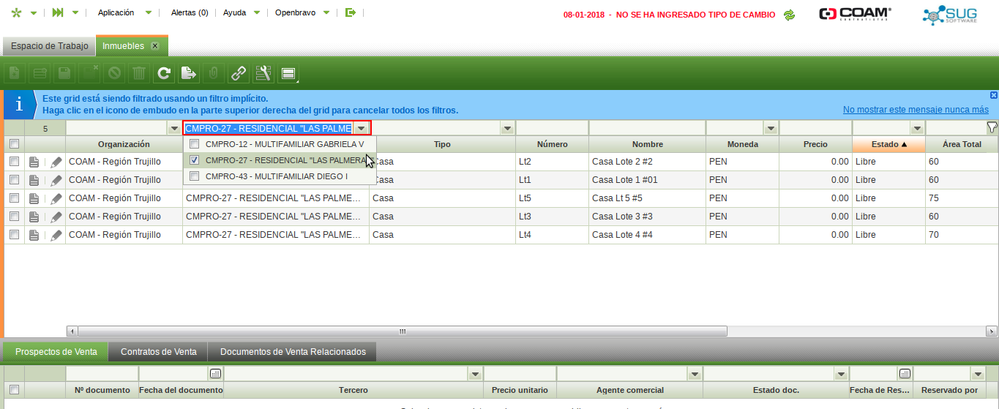 Aplicación Alertas (0) Ayuda Openbravo
08-01-2018 - NO SE HA INGRESADO TIPO DE CAMBIO
COAM
CONTRATISTAS
SUG
SOFTWARE
Espacio de Trabajo Inmuebles
Este grid está siendo filtrado usando un filtro implícito.
Haga clic en el icono de embudo en la parte superior derecha del grid para cancelar todos los filtros.
No mostrar este mensaje nunca más
5 CMPRO-27 - RESIDENCIAL "LAS PALME
Organización Tipo Número Nombre Moneda Precio Estado Área Total
CMPRO-12 - MULTIFAMILIAR GABRIELA V
CMPRO-27 - RESIDENCIAL "LAS PALMERA
CMPRO-43 - MULTIFAMILIAR DIEGO I
COAM - Región Trujillo Casa Lt2 Casa Lote 2 #2 PEN 0.00 Libre 60
COAM - Región Trujillo Casa Lt1 Casa Lote 1 #01 PEN 0.00 Libre 60
COAM - Región Trujillo CMPRO-27 - RESIDENCIAL "LAS PALME... Casa Lt5 Casa Lt 5 #5 PEN 0.00 Libre 75
COAM - Región Trujillo CMPRO-27 - RESIDENCIAL "LAS PALME... Casa Lt3 Casa Lote 3 #3 PEN 0.00 Libre 60
COAM - Región Trujillo CMPRO-27 - RESIDENCIAL "LAS PALME... Casa Lt4 Casa Lote 4 #4 PEN 0.00 Libre 70
Prospectos de Venta Contratos de Venta Documentos de Venta Relacionados
Nº documento Fecha del documento Tercero Precio unitario Agente comercial Estado doc. Fecha de Res... Reservado por